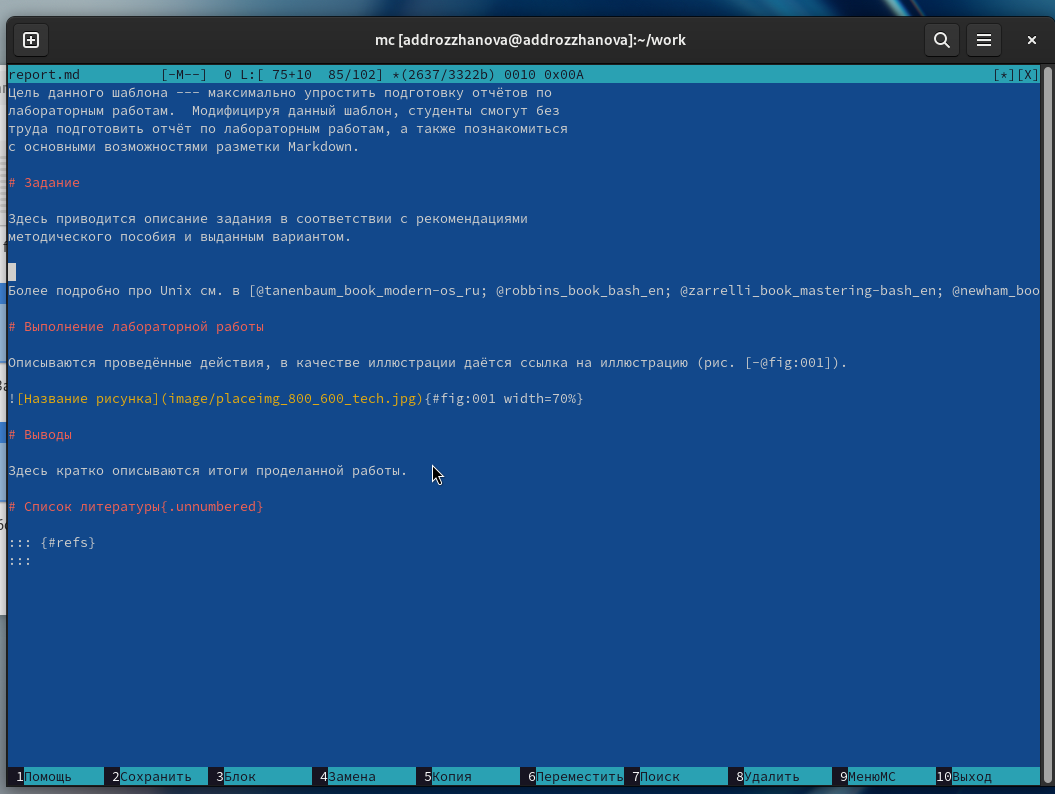 mc [addrozzhanova@addrozzhanova]:~/work
report.md [-M--] 0 L:[ 75+10 85/102] *(2637/3322b) 0010 0x00A [*][X]
Цель данного шаблона --- максимально упростить подготовку отчётов по
лабораторным работам. Модифицируя данный шаблон, студенты смогут без
труда подготовить отчёт по лабораторным работам, а также познакомиться
с основными возможностями разметки Markdown.
# Задание
Здесь приводится описание задания в соответствии с рекомендациями
методического пособия и выданным вариантом.
Более подробно про Unix см. в [@tanenbaum_book_modern-os_ru; @robbins_book_bash_en; @zarrelli_book_mastering-bash_en; @newham_boo
# Выполнение лабораторной работы
Описываются проведённые действия, в качестве иллюстрации даётся ссылка на иллюстрацию (рис. [-@fig:001]).
![Название рисунка](image/placeimg_800_600_tech.jpg){#fig:001 width=70%}
# Выводы
Здесь кратко описываются итоги проделанной работы.
# Список литературы{.unnumbered}
::: {#refs}
:::
1Помощь 2Сохранить 3Блок 4Замена 5Копия 6Переместить 7Поиск 8Удалить 9МенюМС 10Выход